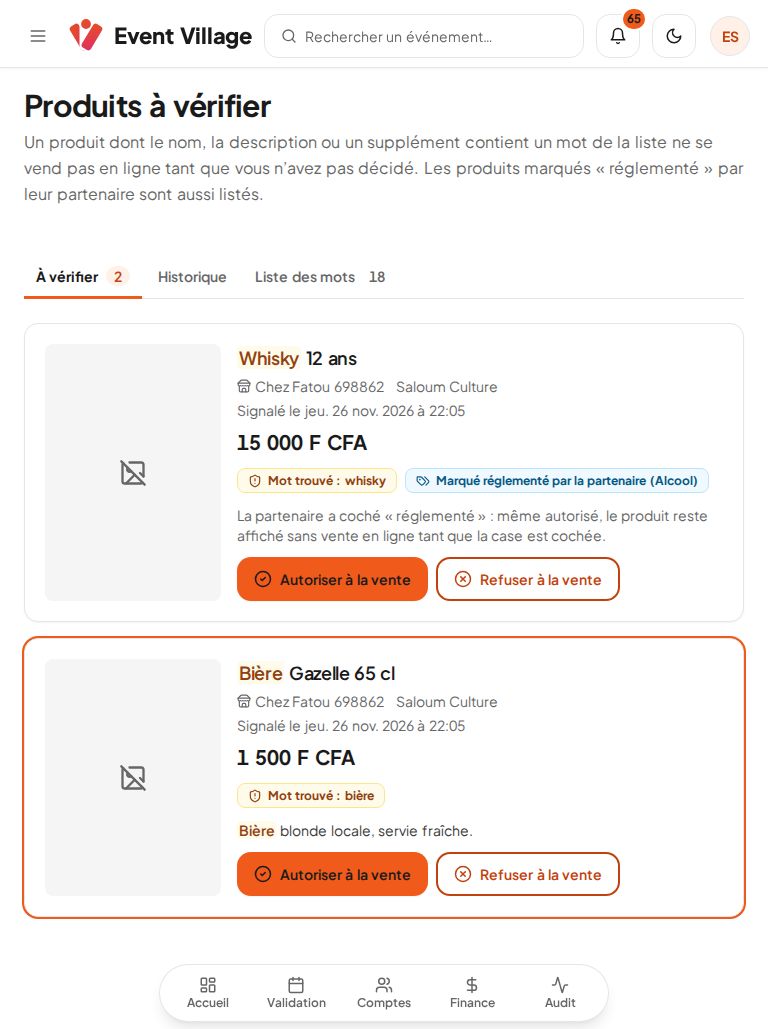 Event Village
Rechercher un événement...
65
ES
Produits à vérifier
Un produit dont le nom, la description ou un supplément contient un mot de la liste ne se
vend pas en ligne tant que vous n'avez pas décidé. Les produits marqués « réglementé » par
leur partenaire sont aussi listés.
À vérifier 2 Historique Liste des mots 18
Whisky 12 ans
Chez Fatou 698862 Saloum Culture
Signalé le jeu. 26 nov. 2026 à 22:05
15 000 F CFA
Mot trouvé : whisky Marqué réglementé par la partenaire (Alcool)
La partenaire a coché « réglementé » : même autorisé, le produit reste
affiché sans vente en ligne tant que la case est cochée.
Autoriser à la vente Refuser à la vente
Bière Gazelle 65 cl
Chez Fatou 698862 Saloum Culture
Signalé le jeu. 26 nov. 2026 à 22:05
1 500 F CFA
Mot trouvé : bière
Bière blonde locale, servie fraîche.
Autoriser à la vente Refuser à la vente
Accueil Validation Comptes Finance Audit